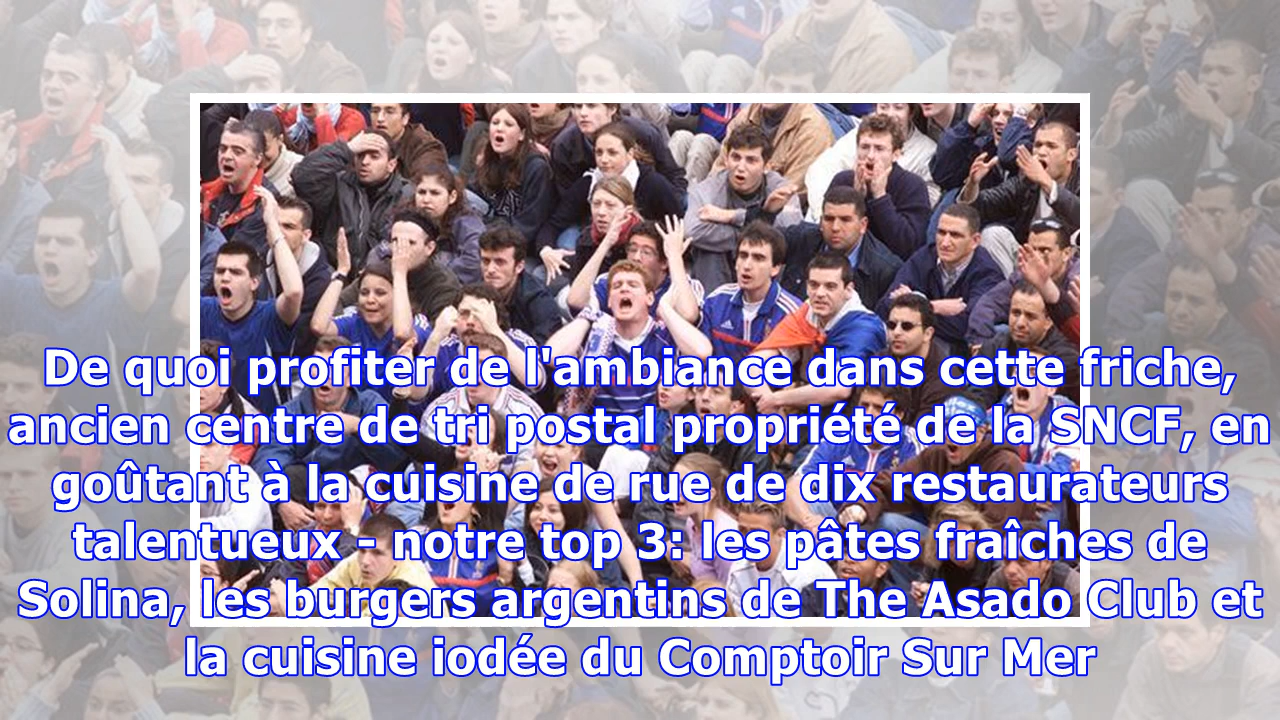 De quoi profiter de l'ambiance dans cette friche,
ancien centre de tri postal propriété de la SNCF, en
goûtant à la cuisine de rue de dix restaurateurs
talentueux - notre top 3: les pâtes fraîches de
Solina, les burgers argentins de The Asado Club et
la cuisine iodée du Comptoir Sur Mer